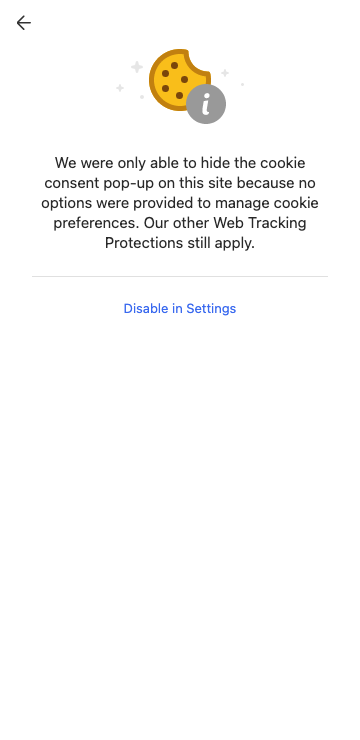 We were only able to hide the cookie
consent pop-up on this site because no
options were provided to manage cookie
preferences. Our other Web Tracking
Protections still apply.
Disable in Settings